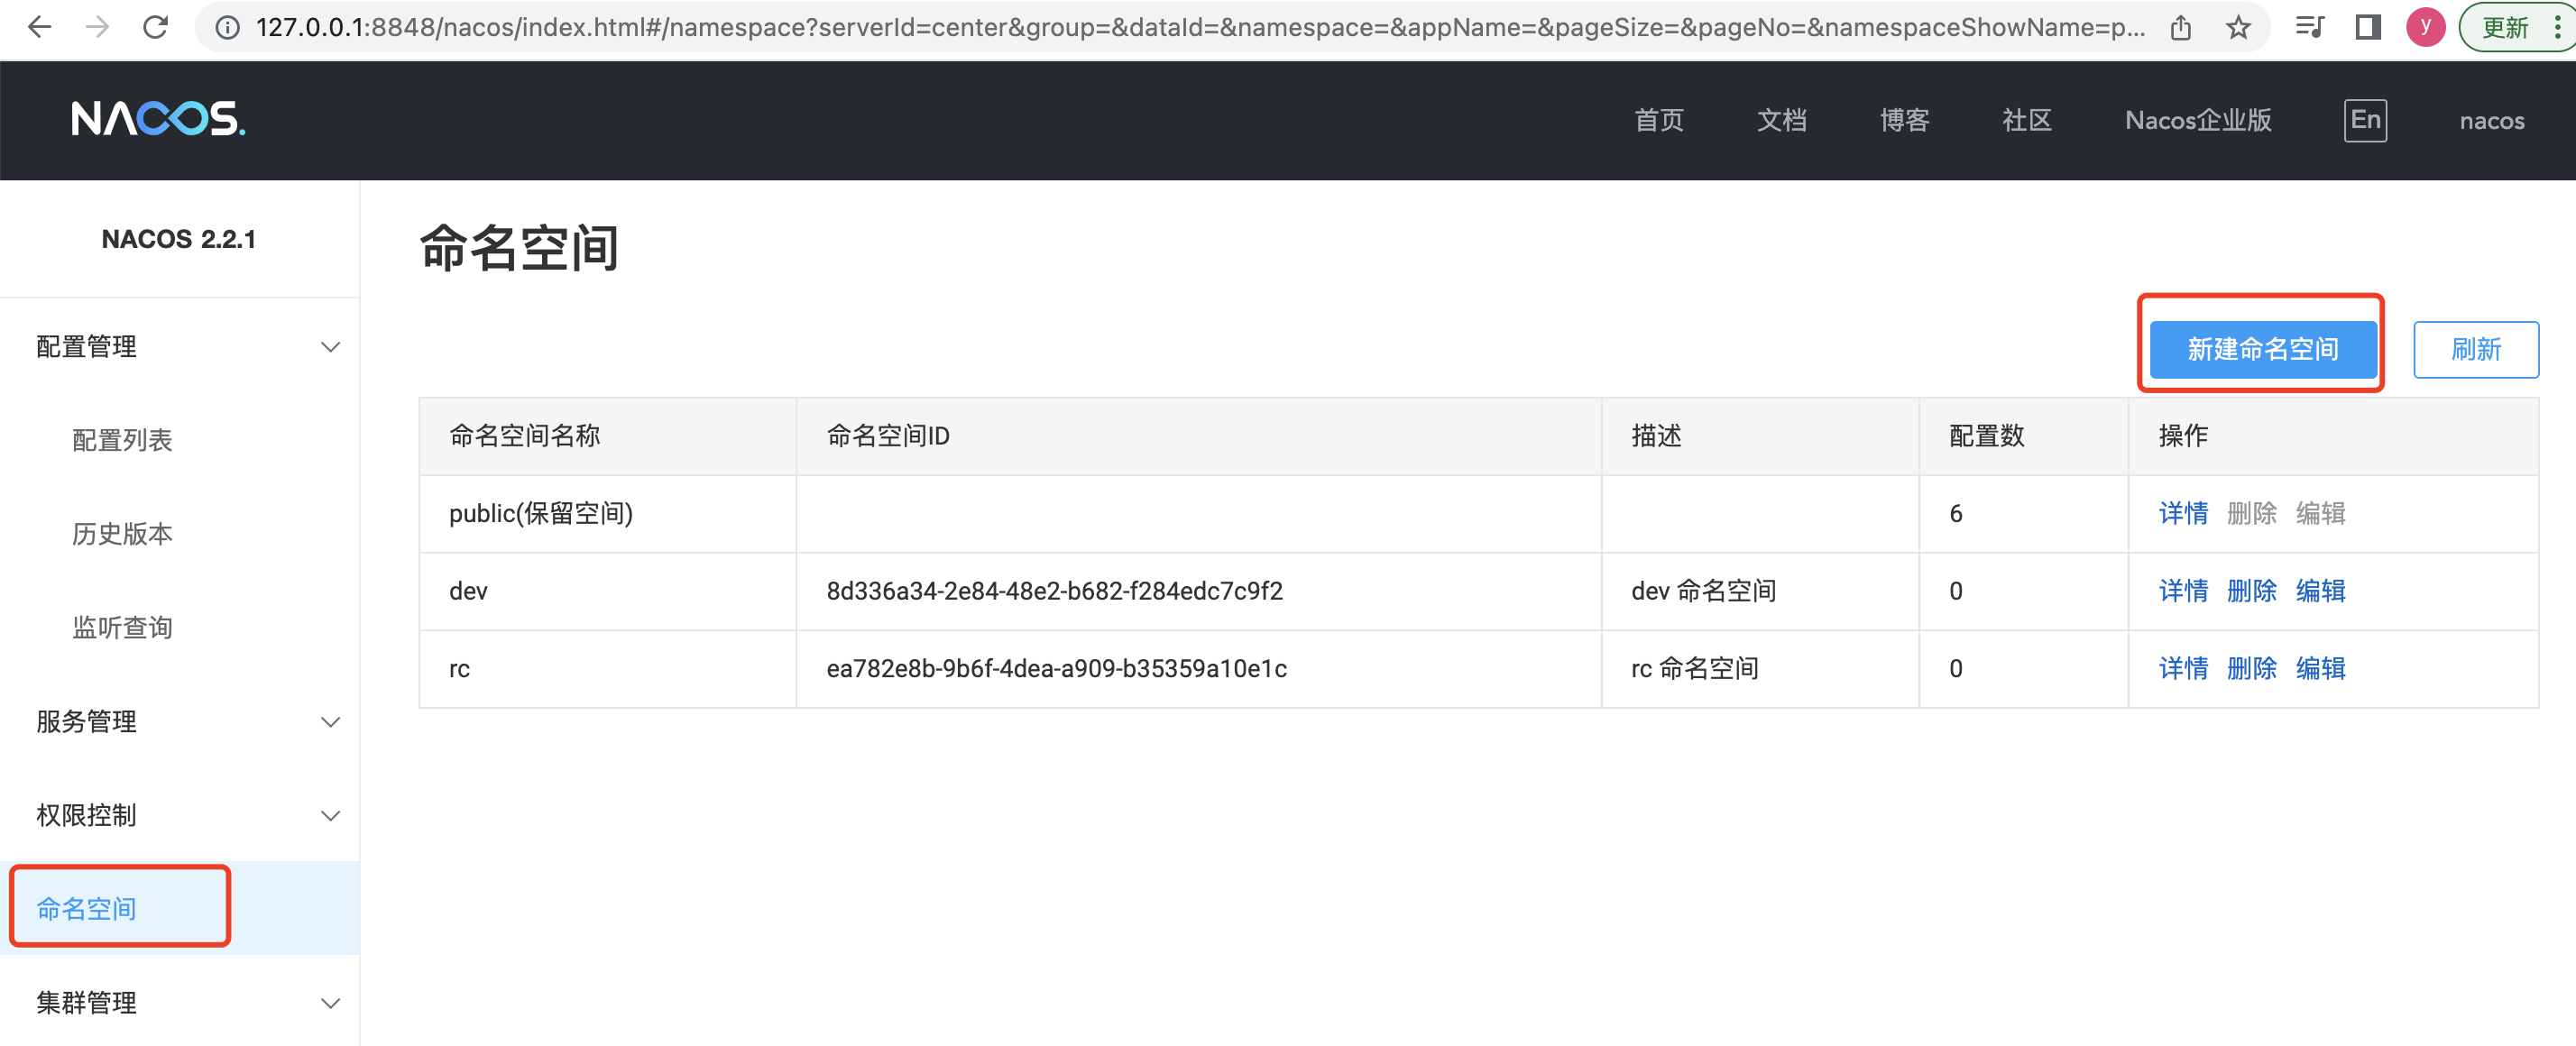 127.0.0.1:8848/nacos/index.html#/namespace?serverId=center&group=&dataId=&namespace=&appName=&pageSize=&pageNo=&namespaceShowName=p...
y
更新
NACOS.
首页 文档 博客 社区 Nacos企业版 En nacos
NACOS 2.2.1
配置管理
配置列表
历史版本
监听查询
服务管理
权限控制
命名空间
集群管理
命名空间
新建命名空间 刷新
命名空间名称 命名空间ID 描述 配置数 操作
public(保留空间) 6 详情 删除 编辑
dev 8d336a34-2e84-48e2-b682-f284edc7c9f2 dev 命名空间 0 详情 删除 编辑
rc ea782e8b-9b6f-4dea-a909-b35359a10e1c rc 命名空间 0 详情 删除 编辑